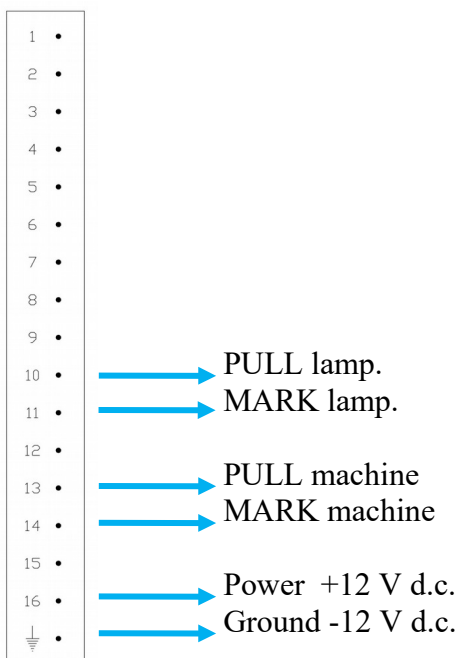 1
2
3
4
5
6
7
8
9
10 PULL lamp.
11 MARK lamp.
12
13 PULL machine
14 MARK machine
15
16 Power +12 V d.c.
Ground -12 V d.c.